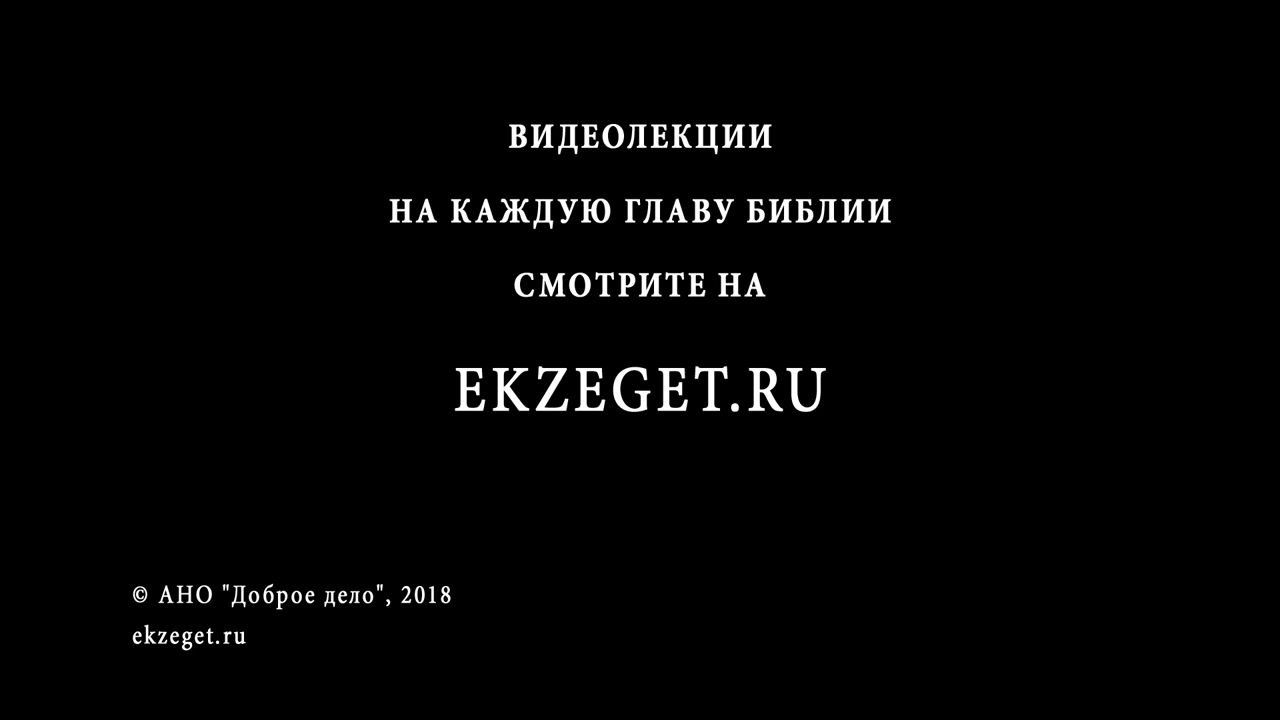 ВИДЕОЛЕКЦИИ
НА КАЖДУЮ ГЛАВУ БИБЛИИ
СМОТРИТЕ НА
EKZEGET.RU
© АНО "Доброе дело", 2018
ekzeget.ru